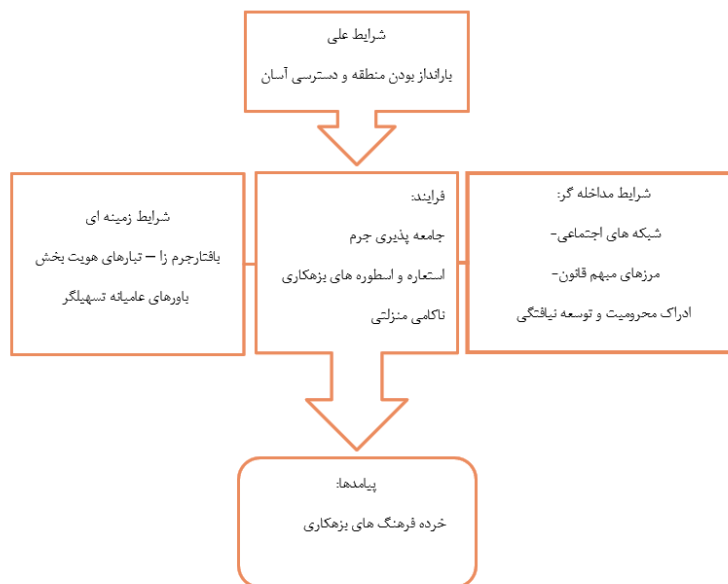 شرایط علی
بارانداز بودن منطقه و دسترسی آسان
شرایط مداخله گر:
شبکه های اجتماعی-
مرزهای مبهم قانون-
ادراک محرومیت و توسعه نیافتگی
فرایند:
جامعه پذیری جرم
استعاره و اسطوره های بزهکاری
ناکامی منزلتی
شرایط زمینه ای
بافتارجرم زا – تبارهای هویت بخش
باورهای عامیانه تسهیلگر
پیامدها:
خرده فرهنگ های بزهکاری